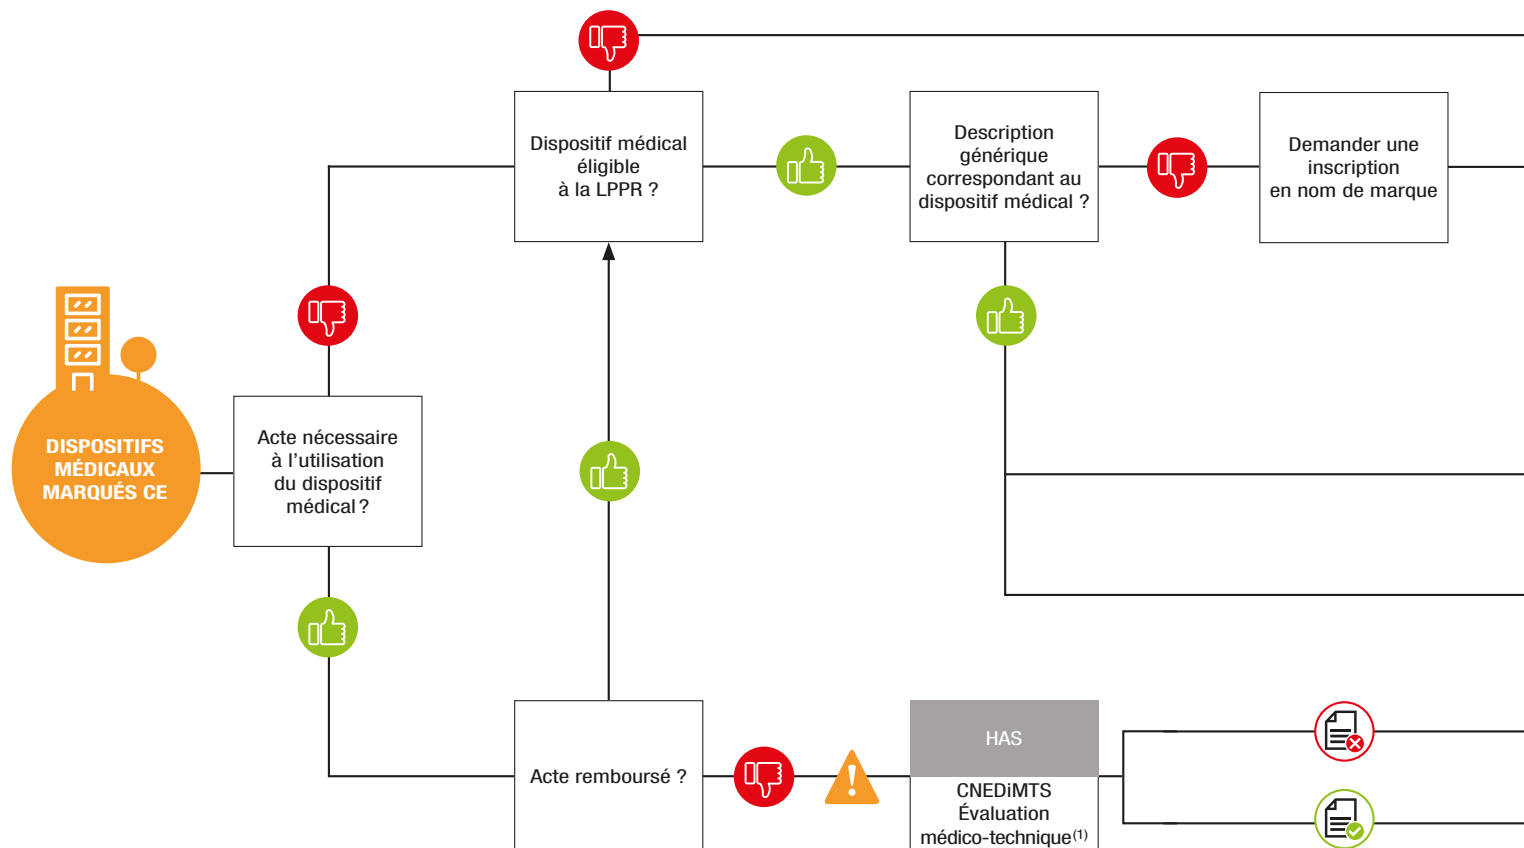 Dispositif médical
éligible
à la LPPR ?
Description
générique
correspondant au
dispositif médical ?
Demander une
inscription
en nom de marque
DISPOSITIFS
MÉDICAUX
MARQUÉS CE
Acte nécessaire
à l’utilisation
du dispositif
médical ?
Acte remboursé ?
HAS
CNEDiMTS
Évaluation
médico-technique(1)